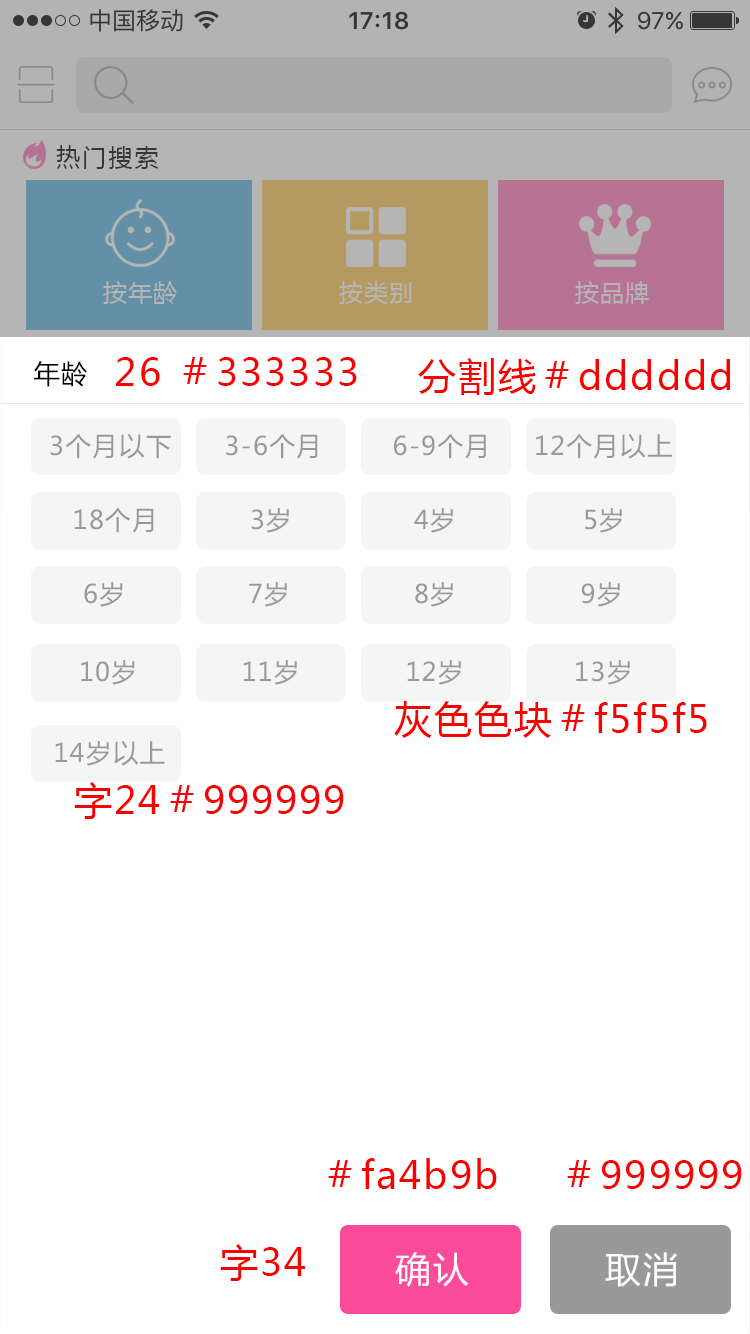 中国移动 17:18 97%
热门搜索
按年龄 按类别 按品牌
年龄 26 #333333 分割线#dddddd
3个月以下 3-6个月 6-9个月 12个月以上
18个月 3岁 4岁 5岁
6岁 7岁 8岁 9岁
10岁 11岁 12岁 13岁
灰色色块#f5f5f5
14岁以上
字24#999999
#fa4b9b #999999
字34 确认 取消